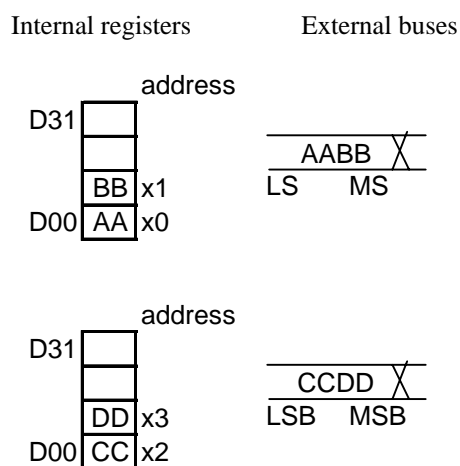 Internal registers External buses
address
D31
AABB
BB x1
LS MS
D00 AA x0
address
D31
CCDD
DD x3
LSB MSB
D00 CC x2